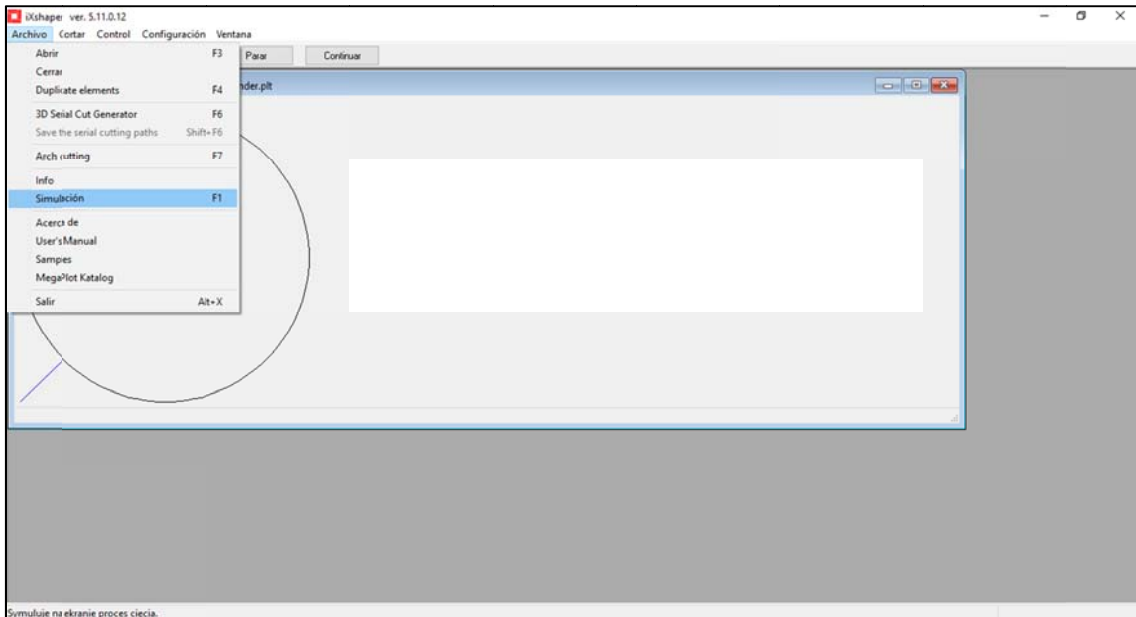 iXshaper ver. 5.11.0.12
Archivo Cortar Control Configuración Ventana
Abrir F3
Cerrar
Duplicate elements F4
3D Serial Cut Generator F6
Save the serial cutting paths Shift+F6
Arch cutting F7
Info
Simulación F1
Acerca de
User's Manual
Samples
MegaPlot Katalog
Salir Alt+X
Parar Continuar
nder.plt
Symuluje na ekranie proces ciecia.